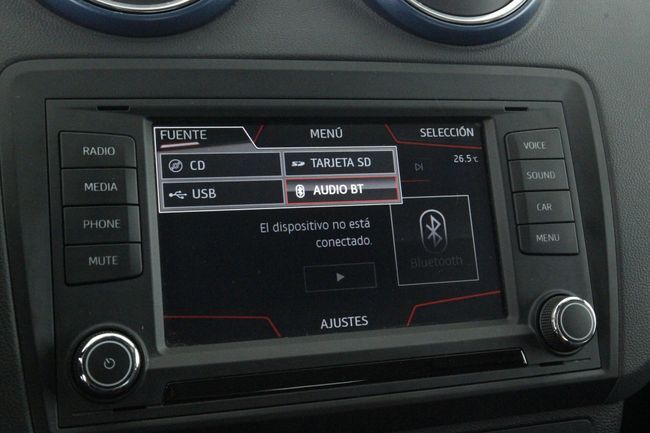 FUENTE MENÚ SELECCIÓN
CD TARJETA SD
USB AUDIO BT
26.5°C
El dispositivo no está
conectado.
Bluetooth
AJUSTES
RADIO
MEDIA
PHONE
MUTE
VOICE
SOUND
CAR
MENU